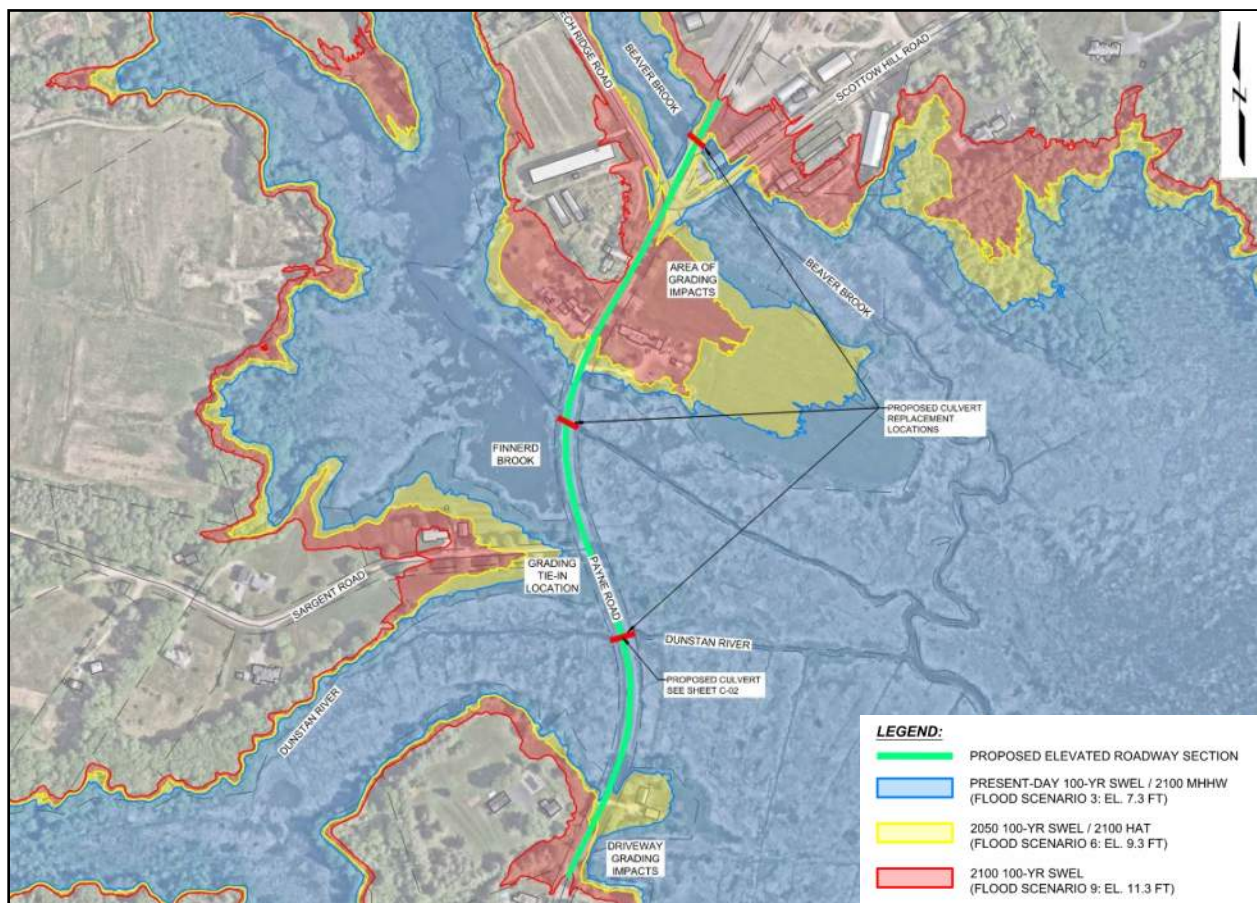 ECH RIDGE ROAD
BEAVER BROOK
SCOTTOW HILL ROAD
Z
AREA OF
GRADING
IMPACTS
BEAVER BROOK
PROPOSED CULVERT
REPLACEMENT
LOCATIONS
FINNERD
BROOK
GRADING
TIE-IN
LOCATION
PAYNE ROAD
SARGENT ROAD
DUNSTAN RIVER
PROPOSED CULVERT
SEE SHEET C-02
DUNSTAN RIVER
DRIVEWAY
GRADING
IMPACTS
LEGEND:
PROPOSED ELEVATED ROADWAY SECTION
PRESENT-DAY 100-YR SWEL / 2100 MHHW
(FLOOD SCENARIO 3: EL. 7.3 FT)
2050 100-YR SWEL / 2100 HAT
(FLOOD SCENARIO 6: EL. 9.3 FT)
2100 100-YR SWEL
(FLOOD SCENARIO 9: EL. 11.3 FT)